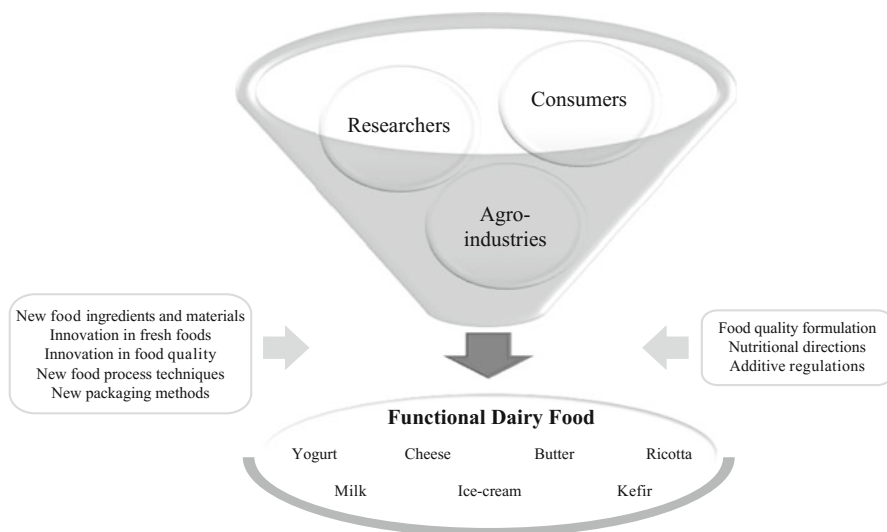 Researchers
Consumers
Agro-
industries
New food ingredients and materials
Innovation in fresh foods
Innovation in food quality
New food process techniques
New packaging methods
Food quality formulation
Nutritional directions
Additive regulations
Functional Dairy Food
Yogurt Cheese Butter Ricotta
Milk Ice-cream Kefir